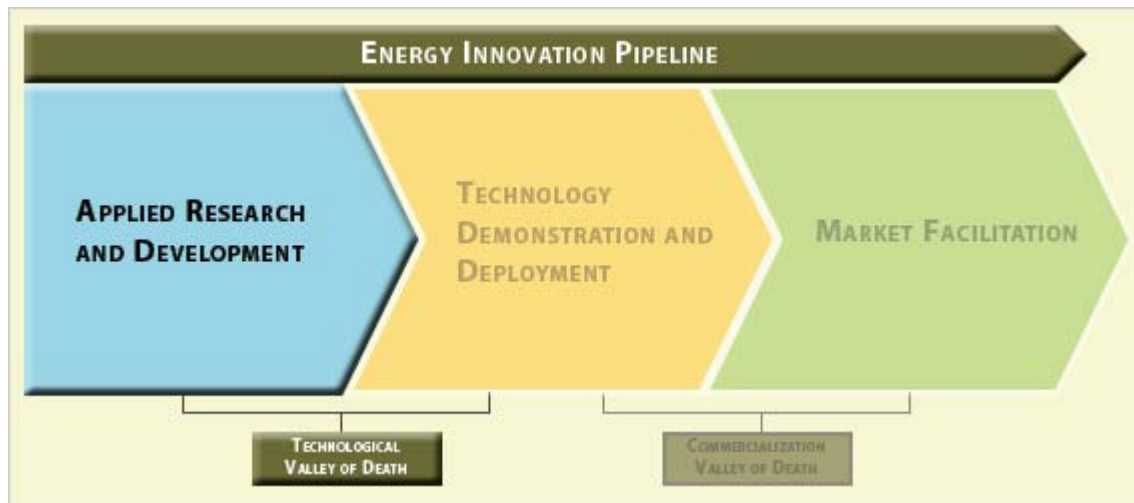 ENERGY INNOVATION PIPELINE
APPLIED RESEARCH
AND DEVELOPMENT
TECHNOLOGY
DEMONSTRATION AND
DEPLOYMENT
MARKET FACILITATION
TECHNOLOGICAL
VALLEY OF DEATH
COMMERCIALIZATION
VALLEY OF DEATH